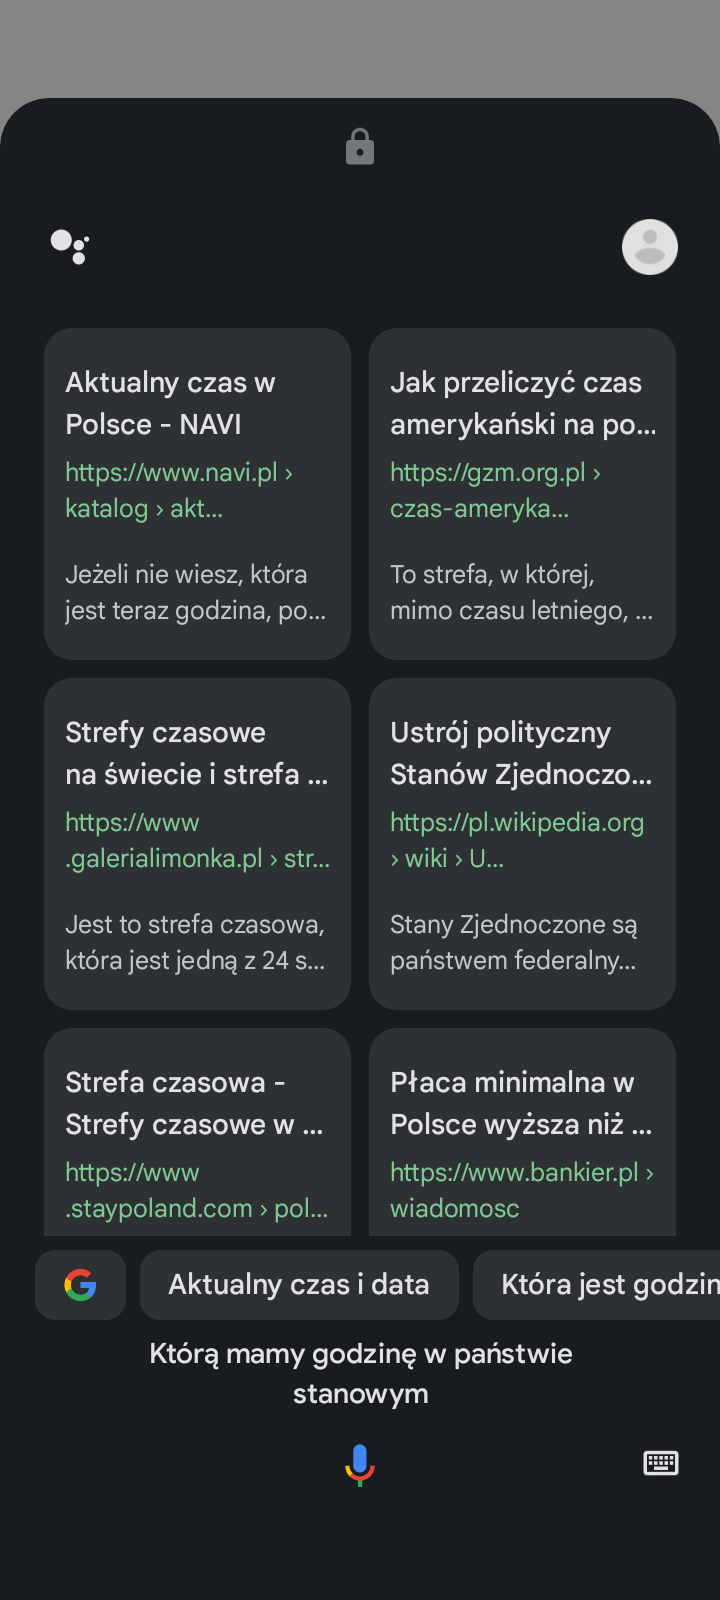 Aktualny czas w
Polsce - NAVI
https://www.navi.pl ›
katalog › akt...
Jeżeli nie wiesz, która
jest teraz godzina, po...
Jak przeliczyć czas
amerykański na po...
https://gzm.org.pl ›
czas-ameryka...
To strefa, w której,
mimo czasu letniego, ...
Strefy czasowe
na świecie i strefa ...
https://www
.galerialimonka.pl › str...
Jest to strefa czasowa,
która jest jedną z 24 s...
Ustrój polityczny
Stanów Zjednoczo...
https://pl.wikipedia.org
› wiki › U...
Stany Zjednoczone są
państwem federalny...
Strefa czasowa -
Strefy czasowe w ...
https://www
.staypoland.com › pol...
Płaca minimalna w
Polsce wyższa niż ...
https://www.bankier.pl ›
wiadomosc
Aktualny czas i data
Która jest godzin
Którą mamy godzinę w państwie
stanowym